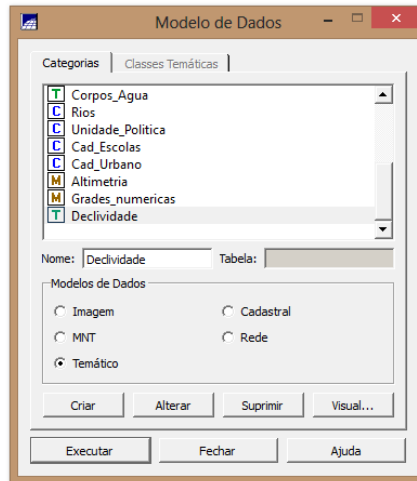 Modelo de Dados
Categorias Classes Temáticas
T Corpos_Agua
C Rios
C Unidade_Politica
C Cad_Escolas
C Cad_Urbano
M Altimetria
M Grades_numericas
T Declividade
Nome: Declividade Tabela:
Modelos de Dados
Imagem Cadastral
MNT Rede
Temático
Criar Alterar Suprimir Visual...
Executar Fechar Ajuda